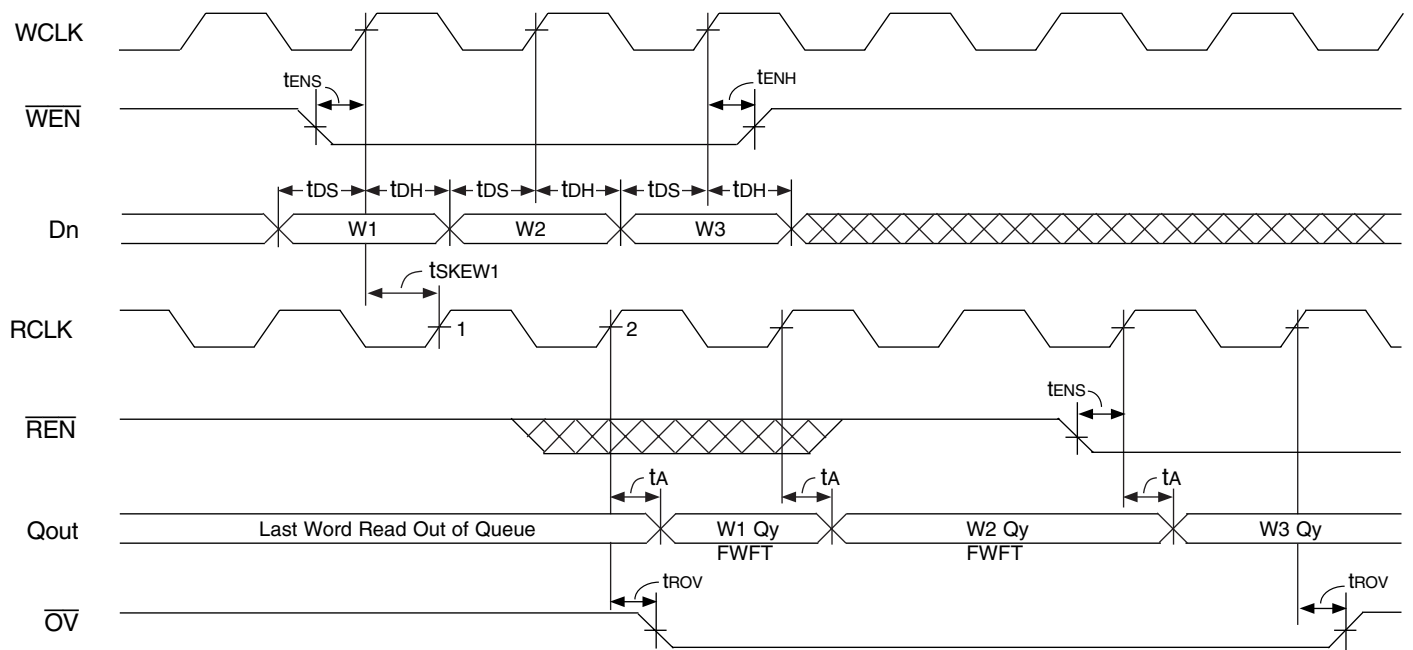 WCLK
tENS
tENH
WEN
tDS tDH tDS tDH tDS tDH
Dn W1 W2 W3
tSKEW1
RCLK 1 2
tENS
REN
tA tA tA
Qout Last Word Read Out of Queue W1 Qy W2 Qy W3 Qy
FWFT FWFT
tROV tROV
OV